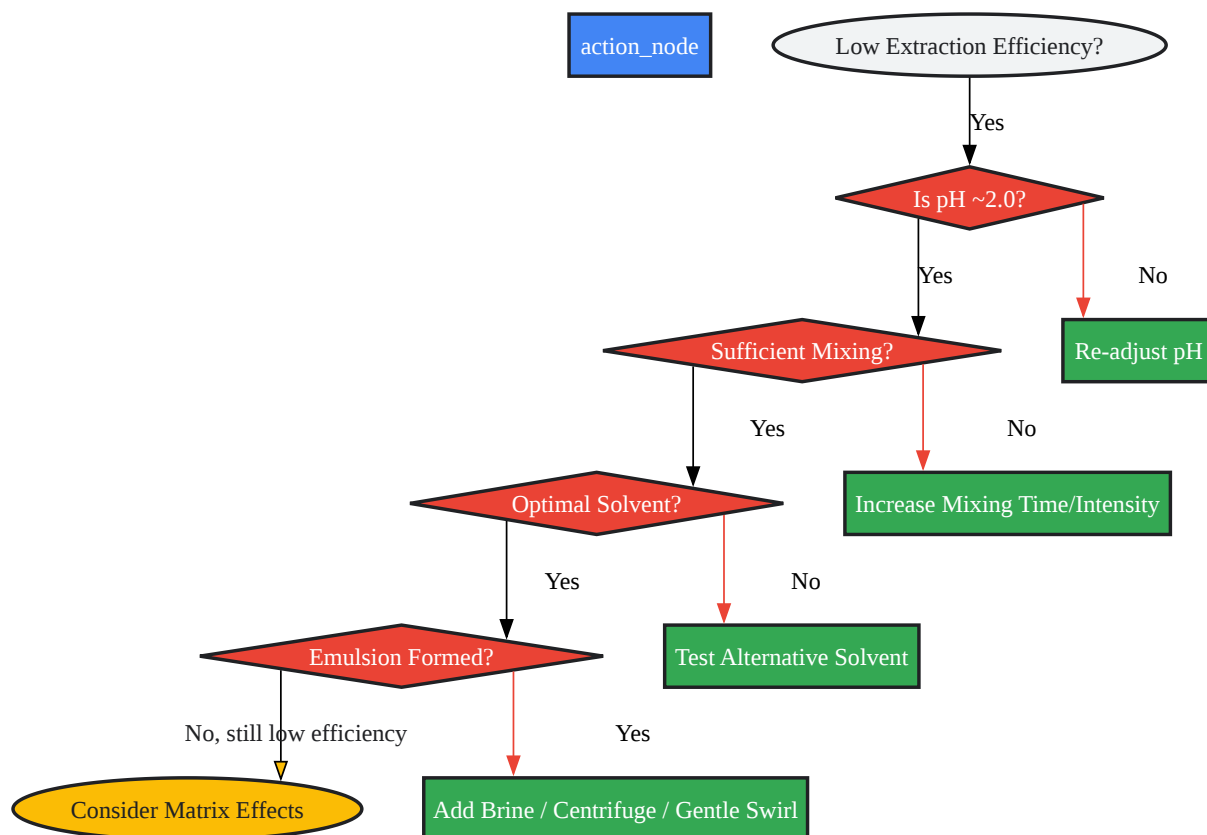 action_node
Low Extraction Efficiency?
Yes
Is pH ~2.0?
Yes
No
Sufficient Mixing?
Re-adjust pH
Yes
No
Optimal Solvent?
Increase Mixing Time/Intensity
Yes
No
Emulsion Formed?
Test Alternative Solvent
No, still low efficiency
Yes
Consider Matrix Effects
Add Brine / Centrifuge / Gentle Swirl